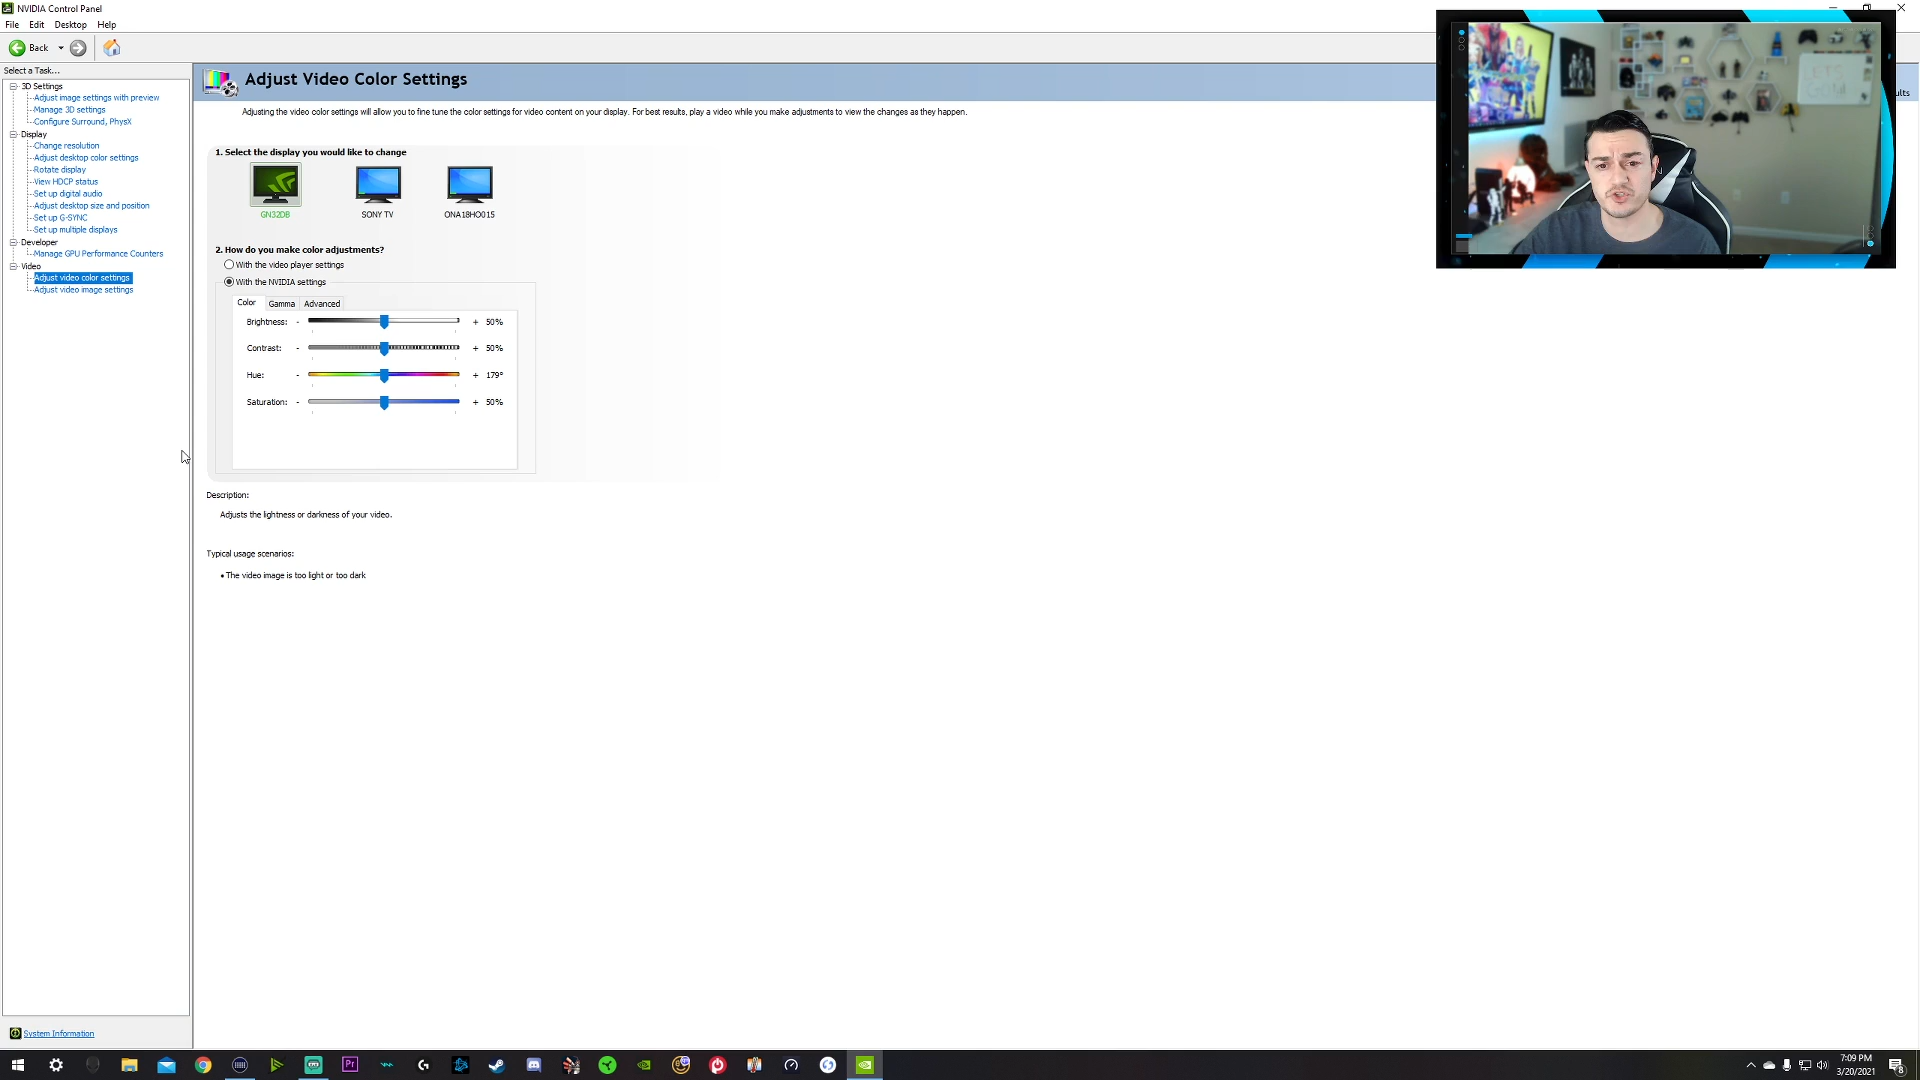 NVIDIA Control Panel
File Edit Desktop Help
Back
Select a Task...
3D Settings
Adjust image settings with preview
Manage 3D settings
Configure Surround, PhysX
Display
Change resolution
Adjust desktop color settings
Rotate display
View HDCP status
Set up digital audio
Adjust desktop size and position
Set up G-SYNC
Set up multiple displays
Developer
Manage GPU Performance Counters
Video
Adjust video color settings
Adjust video image settings
System Information
Adjust Video Color Settings
Adjusting the video color settings will allow you to fine tune the color settings for video content on your display. For best results, play a video while you make adjustments to view the changes as they happen.
1. Select the display you would like to change
GN32DB SONY TV ONA18HO015
2. How do you make color adjustments?
With the video player settings
With the NVIDIA settings
Color Gamma Advanced
Brightness: - + 50%
Contrast: - + 50%
Hue: - + 179°
Saturation: - + 50%
Description:
Adjusts the lightness or darkness of your video.
Typical usage scenarios:
• The video image is too light or too dark
Pr
7:09 PM
3/20/2021